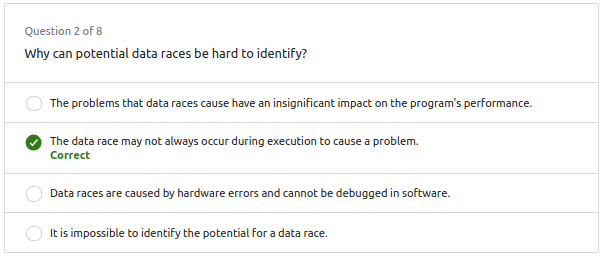 Question 2 of 8
Why can potential data races be hard to identify?
The problems that data races cause have an insignificant impact on the program's performance.
The data race may not always occur during execution to cause a problem.
Correct
Data races are caused by hardware errors and cannot be debugged in software.
It is impossible to identify the potential for a data race.